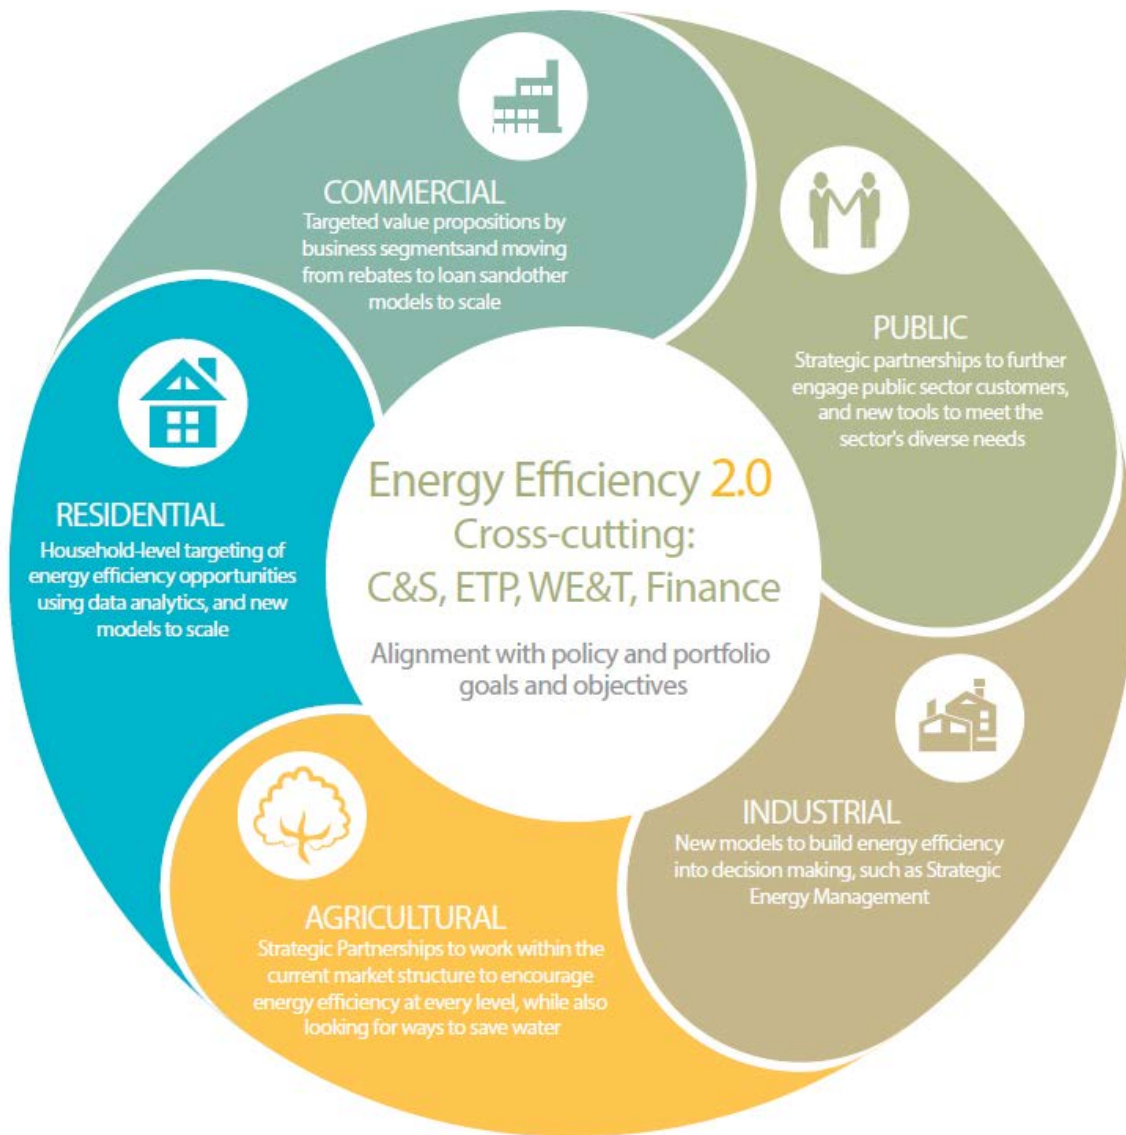 COMMERCIAL
Targeted value propositions by
business segmentsand moving
from rebates to loan sandother
models to scale
PUBLIC
Strategic partnerships to further
engage public sector customers,
and new tools to meet the
sector's diverse needs
RESIDENTIAL
Household-level targeting of
energy efficiency opportunities
using data analytics, and new
models to scale
Energy Efficiency 2.0
Cross-cutting:
C&S, ETP, WE&T, Finance
Alignment with policy and portfolio
goals and objectives
INDUSTRIAL
New models to build energy efficiency
into decision making, such as Strategic
Energy Management
AGRICULTURAL
Strategic Partnerships to work within the
current market structure to encourage
energy efficiency at every level, while also
looking for ways to save water